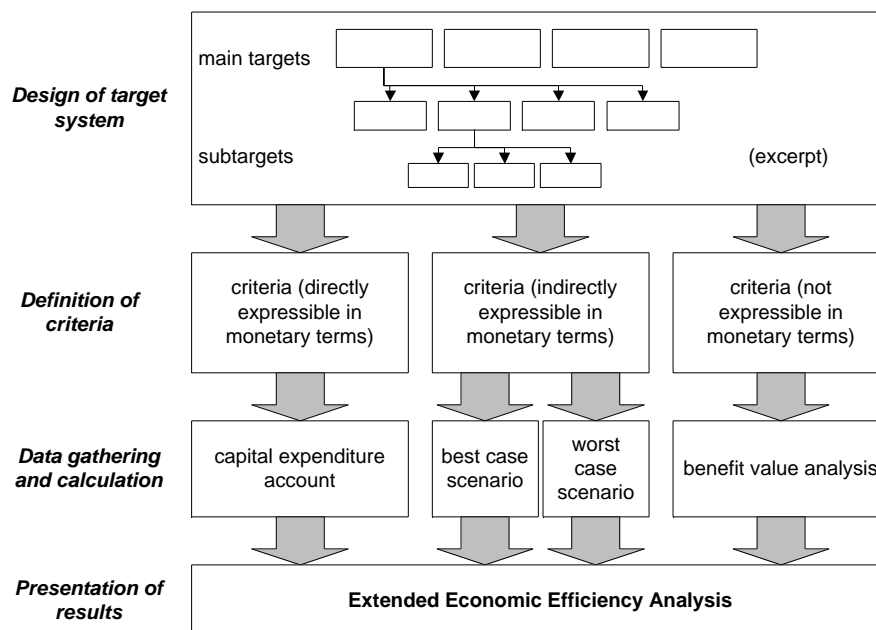 main targets
Design of target
system
subtargets
(excerpt)
Definition of
criteria
criteria (directly
expressible in
monetary terms)
criteria (indirectly
expressible in
monetary terms)
criteria (not
expressible in
monetary terms)
Data gathering
and calculation
capital expenditure
account
best case
scenario
worst
case
scenario
benefit value analysis
Presentation of
results
Extended Economic Efficiency Analysis